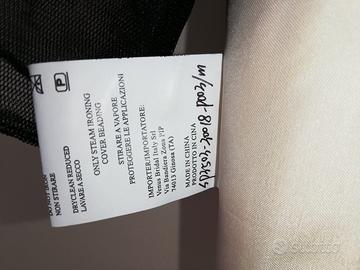 DO NOT IRON
NON STIRARE
DRYCLEAN REDUCED
LAVARE A SECCO
P
ONLY STEAM IRONING
COVER BEADING
STIRARE A VAPORE
PROTEGGERE LE APPLICAZIONI
IMPORTER/IMPORTATORE:
Venus Bridal Italy Srl
Via Bandiera Zona PIP
74013 Ginosa (TA)
MADE IN CHINA
PRODOTTO IN CINA
subito.it